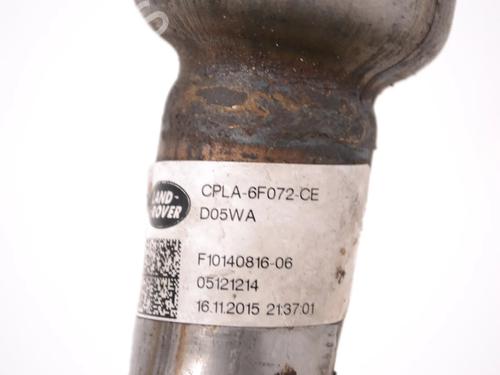 LAND
ROVER
CPLA-6F072-CE
D05WA
F10140816-06
05121214
16.11.2015 21:37:01